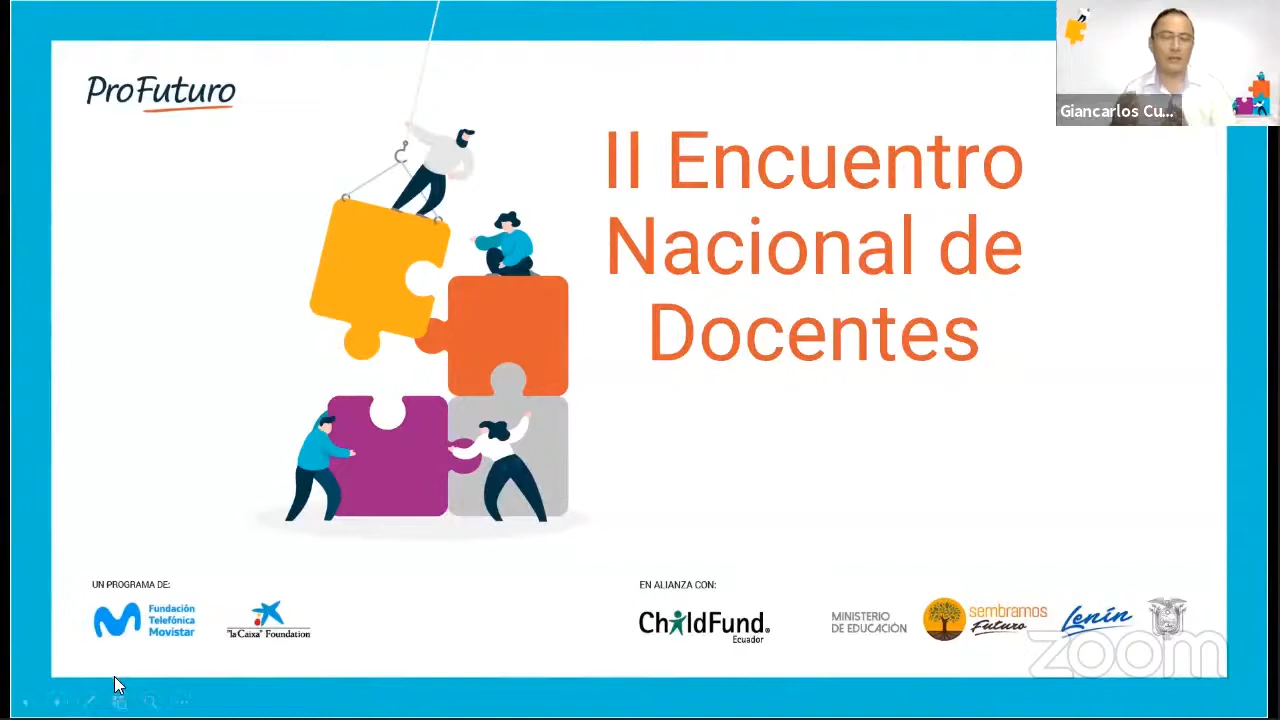 ProFuturo
Giancarlos Cu...
II Encuentro
Nacional de
Docentes
UN PROGRAMA DE:
EN ALIANZA CON:
Fundación
Telefónica
Movistar
"la Caixa" Foundation
ChildFund.
Ecuador
MINISTERIO
DE EDUCACIÓN
sembramos
Futuro
Lenín
zoom